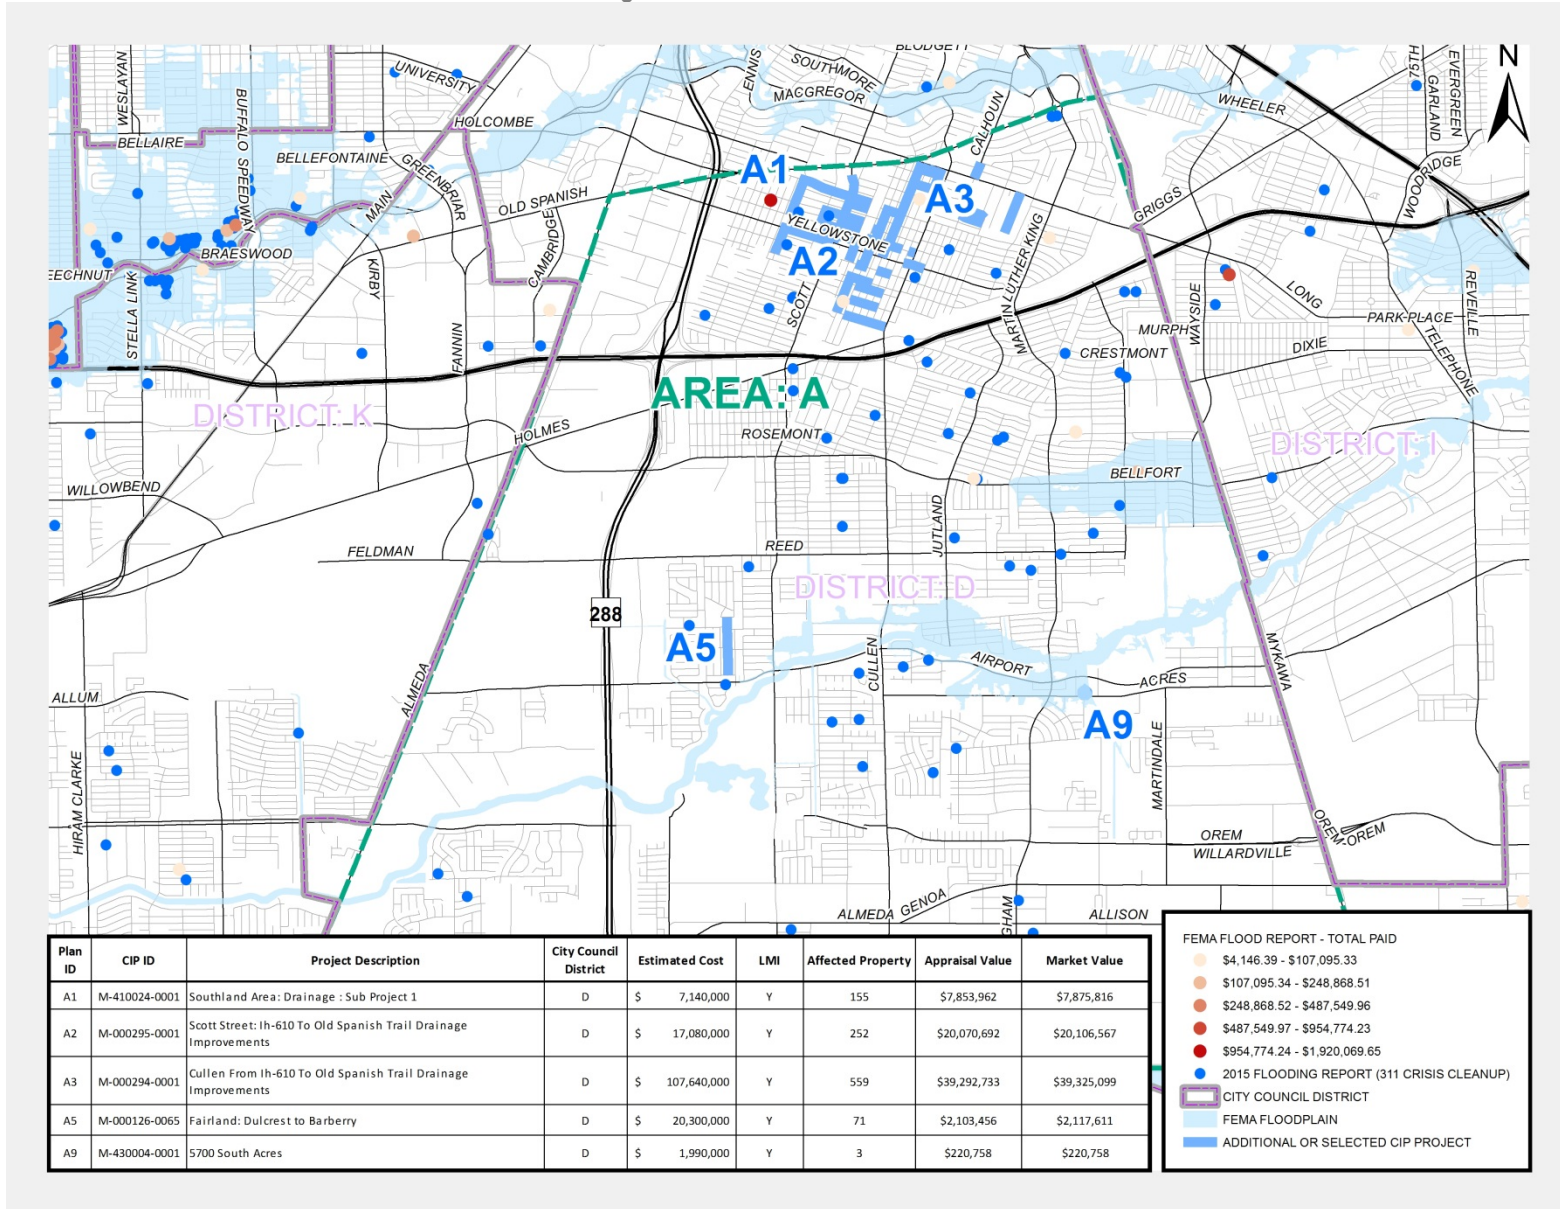 BLODGETT
SOUTHMORE
ENNIS
MACGREGOR
UNIVERSITY
WESLAYAN
BUFFALO SPEEDWAY
HOLCOMBE
BELLAIRE
BELLEFONTAINE
GREENBRIAR
MAIN
OLD SPANISH
CAMBRIDGE
CALHOUN
WHEELER
75TH
GARLAND
EVERGREEN
N
WOODRIDGE
GRIGGS
A1
A3
YELLOWSTONE
A2
SCOTT
MARTIN LUTHER KING
BRAESWOOD
EECHNUT
STELLA LINK
KIRBY
FANNIN
LONG
WAYSIDE
MURPH
CRESTMONT
DIXIE
PARK PLACE
REVEILLE
TELEPHONE
AREA: A
DISTRICT: K
HOLMES
ROSEMONT
DISTRICT: I
BELLFORT
WILLOWBEND
JUTLAND
FELDMAN
REED
DISTRICT: D
288
A5
CULLEN
AIRPORT
ACRES
MYKAWA
ALLUM
ALMEDA
A9
MARTINDALE
HIRAM CLARKE
OREM
OREM
OREM
WILLARDVILLE
ALMEDA GENOA
GHAM
ALLISON
Plan ID CIP ID Project Description City Council District Estimated Cost LMI Affected Property Appraisal Value Market Value
A1 M-410024-0001 Southland Area: Drainage : Sub Project 1 D $ 7,140,000 Y 155 $7,853,962 $7,875,816
A2 M-000295-0001 Scott Street: Ih-610 To Old Spanish Trail Drainage Improvements D $ 17,080,000 Y 252 $20,070,692 $20,106,567
A3 M-000294-0001 Cullen From Ih-610 To Old Spanish Trail Drainage Improvements D $ 107,640,000 Y 559 $39,292,733 $39,325,099
A5 M-000126-0065 Fairland: Dulcrest to Barberry D $ 20,300,000 Y 71 $2,103,456 $2,117,611
A9 M-430004-0001 5700 South Acres D $ 1,990,000 Y 3 $220,758 $220,758
FEMA FLOOD REPORT - TOTAL PAID
$4,146.39 - $107,095.33
$107,095.34 - $248,868.51
$248,868.52 - $487,549.96
$487,549.97 - $954,774.23
$954,774.24 - $1,920,069.65
2015 FLOODING REPORT (311 CRISIS CLEANUP)
CITY COUNCIL DISTRICT
FEMA FLOODPLAIN
ADDITIONAL OR SELECTED CIP PROJECT